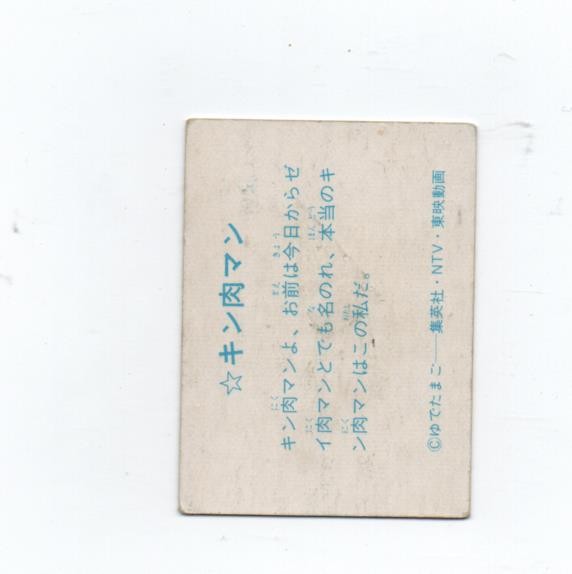 ☆キン肉マン
キン肉マンよ、お前は今日からゼ
イ肉マンとでも名のれ、本当のキ
ン肉マンはこの私だ。
©ゆでたまご──集英社・NTV・東映動画